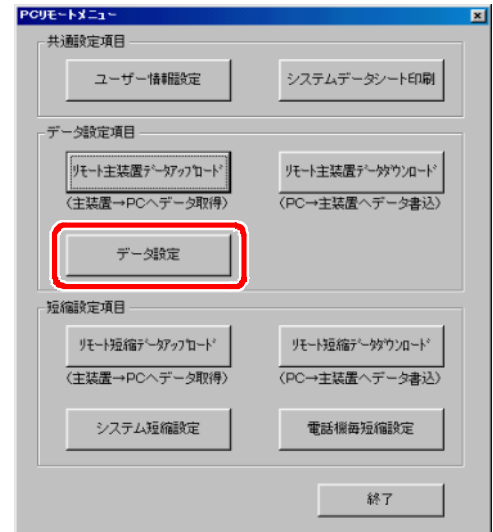 PCリモートメニュー
共通設定項目
ユーザー情報設定
システムデータシート印刷
データ設定項目
ﾘﾓｰﾄ主装置ﾃﾞｰﾀｱｯﾌﾟﾛｰﾄﾞ
ﾘﾓｰﾄ主装置ﾃﾞｰﾀﾀﾞｳﾝﾛｰﾄﾞ
(主装置→PCへデータ取得)
(PC→主装置へデータ書込)
データ設定
短縮設定項目
ﾘﾓｰﾄ短縮ﾃﾞｰﾀｱｯﾌﾟﾛｰﾄﾞ
ﾘﾓｰﾄ短縮ﾃﾞｰﾀﾀﾞｳﾝﾛｰﾄﾞ
(主装置→PCへデータ取得)
(PC→主装置へデータ書込)
システム短縮設定
電話機毎短縮設定
終了